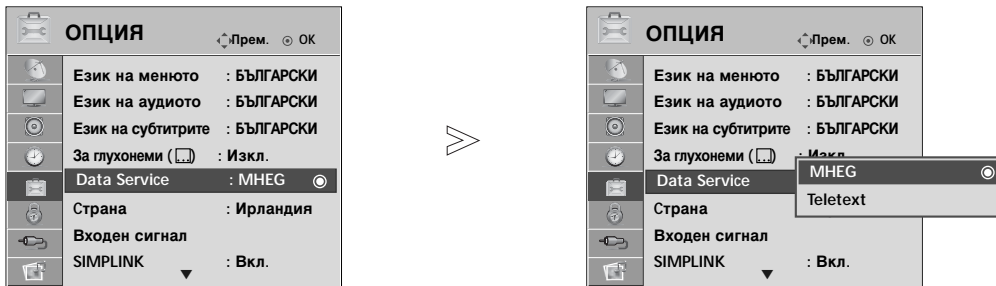 ОПЦИЯ
Прем. OK
Език на менюто : БЪЛГАРСКИ
Език на аудиото : БЪЛГАРСКИ
Език на субтитрите : БЪЛГАРСКИ
За глухонеми ( ) : Изкл.
Data Service : MHEG
Страна : Ирландия
Входен сигнал
SIMPLINK : Вкл.
ОПЦИЯ
Прем. OK
Език на менюто : БЪЛГАРСКИ
Език на аудиото : БЪЛГАРСКИ
Език на субтитрите : БЪЛГАРСКИ
За глухонеми ( ) : Изкл.
Data Service
MHEG
Teletext
Страна
Входен сигнал
SIMPLINK : Вкл.